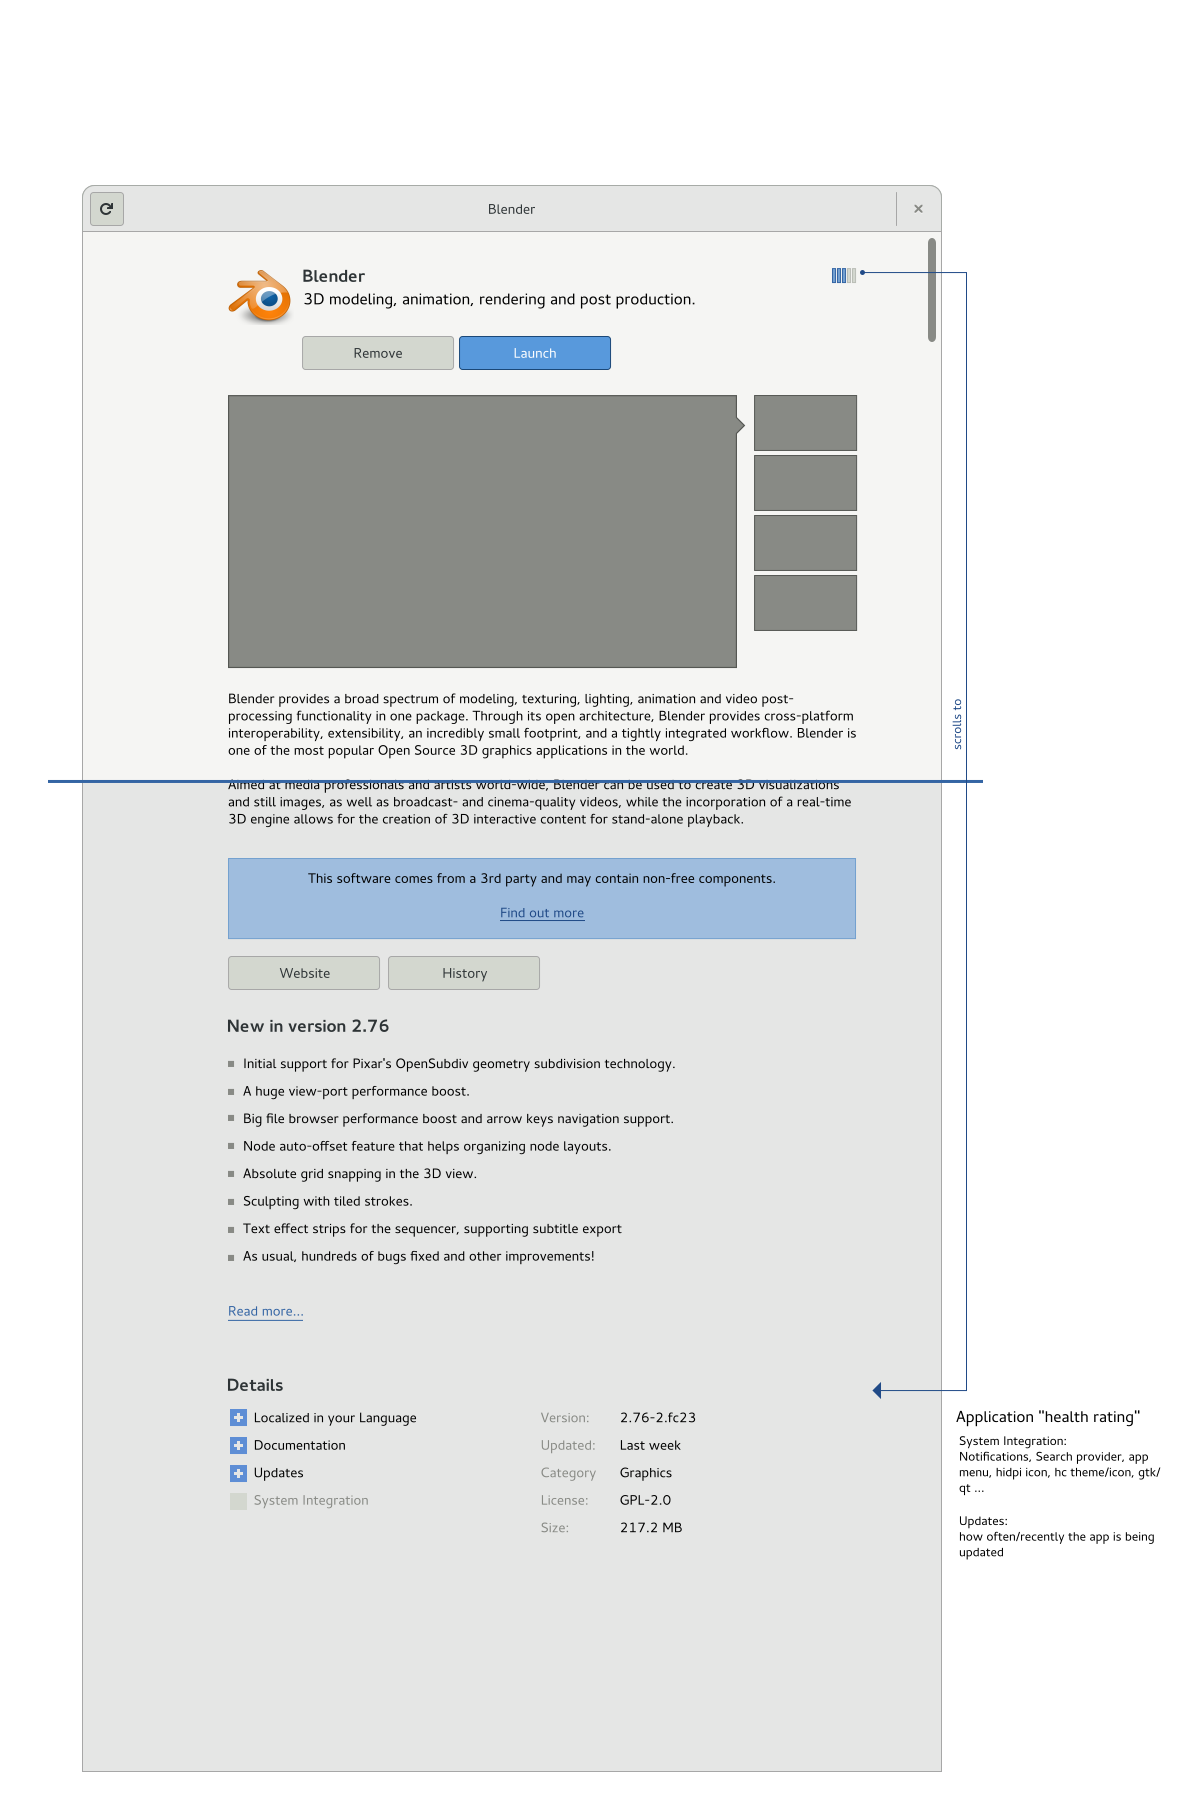 Blender
Blender
3D modeling, animation, rendering and post production.
Remove
Launch
Blender provides a broad spectrum of modeling, texturing, lighting, animation and video post-
processing functionality in one package. Through its open architecture, Blender provides cross-platform
interoperability, extensibility, an incredibly small footprint, and a tightly integrated workflow. Blender is
one of the most popular Open Source 3D graphics applications in the world.
scrolls to
Aimed at media professionals and artists world-wide, Blender can be used to create 3D visualizations
and still images, as well as broadcast- and cinema-quality videos, while the incorporation of a real-time
3D engine allows for the creation of 3D interactive content for stand-alone playback.
This software comes from a 3rd party and may contain non-free components.
Find out more
Website
History
New in version 2.76
Initial support for Pixar's OpenSubdiv geometry subdivision technology.
A huge view-port performance boost.
Big file browser performance boost and arrow keys navigation support.
Node auto-offset feature that helps organizing node layouts.
Absolute grid snapping in the 3D view.
Sculpting with tiled strokes.
Text effect strips for the sequencer, supporting subtitle export
As usual, hundreds of bugs fixed and other improvements!
Read more...
Details
Localized in your Language
Documentation
Updates
System Integration
Version: 2.76-2.fc23
Updated: Last week
Category Graphics
License: GPL-2.0
Size: 217.2 MB
Application "health rating"
System Integration:
Notifications, Search provider, app
menu, hidpi icon, hc theme/icon, gtk/
qt ...
Updates:
how often/recently the app is being
updated